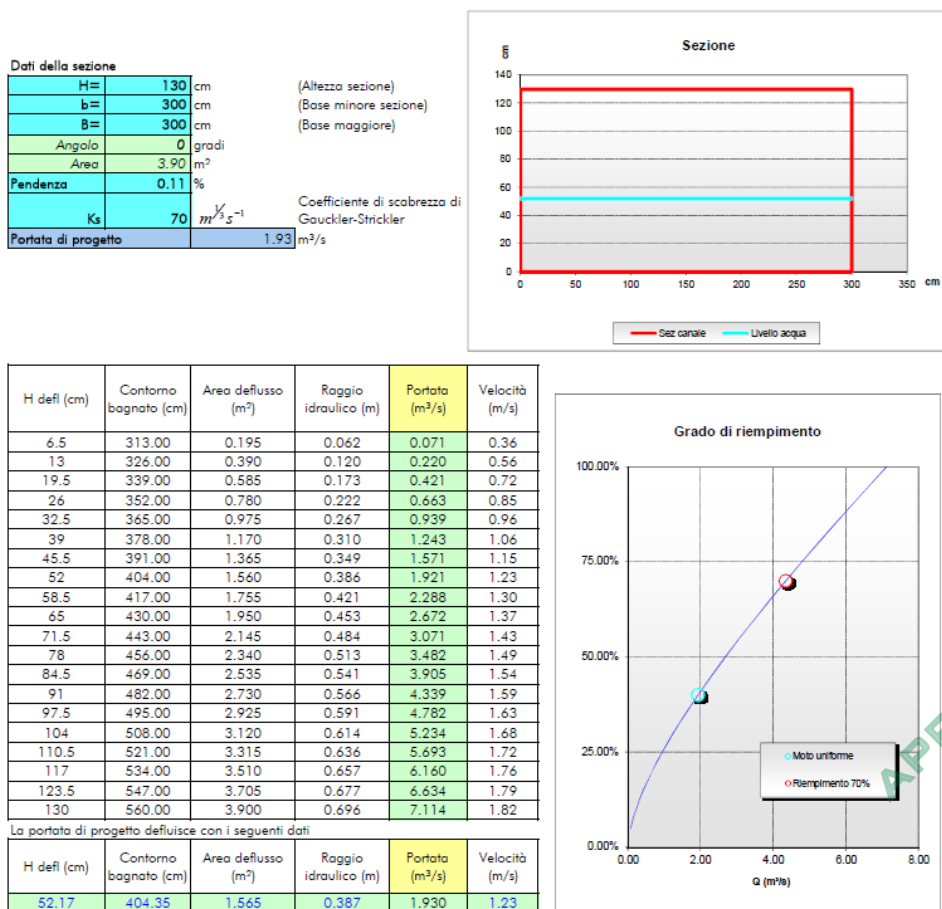 Dati della sezione
H= 130 cm (Altezza sezione)
b= 300 cm (Base minore sezione)
B= 300 cm (Base maggiore)
Angolo 0 gradi
Area 3.90 m²
Pendenza 0.11 %
Ks 70 m^⅓ s⁻¹ Coefficiente di scabrezza di
Gauckler-Strickler
Portata di progetto 1.93 m³/s
Sezione
cm
140
120
100
80
60
40
20
0
0 50 100 150 200 250 300 350 cm
Sez canale Livello acqua
H defl (cm) Contorno bagnato (cm) Area deflusso (m²) Raggio idraulico (m) Portata (m³/s) Velocità (m/s)
6.5 313.00 0.195 0.062 0.071 0.36
13 326.00 0.390 0.120 0.220 0.56
19.5 339.00 0.585 0.173 0.421 0.72
26 352.00 0.780 0.222 0.663 0.85
32.5 365.00 0.975 0.267 0.939 0.96
39 378.00 1.170 0.310 1.243 1.06
45.5 391.00 1.365 0.349 1.571 1.15
52 404.00 1.560 0.386 1.921 1.23
58.5 417.00 1.755 0.421 2.288 1.30
65 430.00 1.950 0.453 2.672 1.37
71.5 443.00 2.145 0.484 3.071 1.43
78 456.00 2.340 0.513 3.482 1.49
84.5 469.00 2.535 0.541 3.905 1.54
91 482.00 2.730 0.566 4.339 1.59
97.5 495.00 2.925 0.591 4.782 1.63
104 508.00 3.120 0.614 5.234 1.68
110.5 521.00 3.315 0.636 5.693 1.72
117 534.00 3.510 0.657 6.160 1.76
123.5 547.00 3.705 0.677 6.634 1.79
130 560.00 3.900 0.696 7.114 1.82
La portata di progetto defluisce con i seguenti dati
H defl (cm) Contorno bagnato (cm) Area deflusso (m²) Raggio idraulico (m) Portata (m³/s) Velocità (m/s)
52.17 404.35 1.565 0.387 1.930 1.23
Grado di riempimento
100.00%
75.00%
50.00%
25.00%
0.00%
0.00 2.00 4.00 6.00 8.00
Q (m³/s)
Moto uniforme
Riempimento 70%